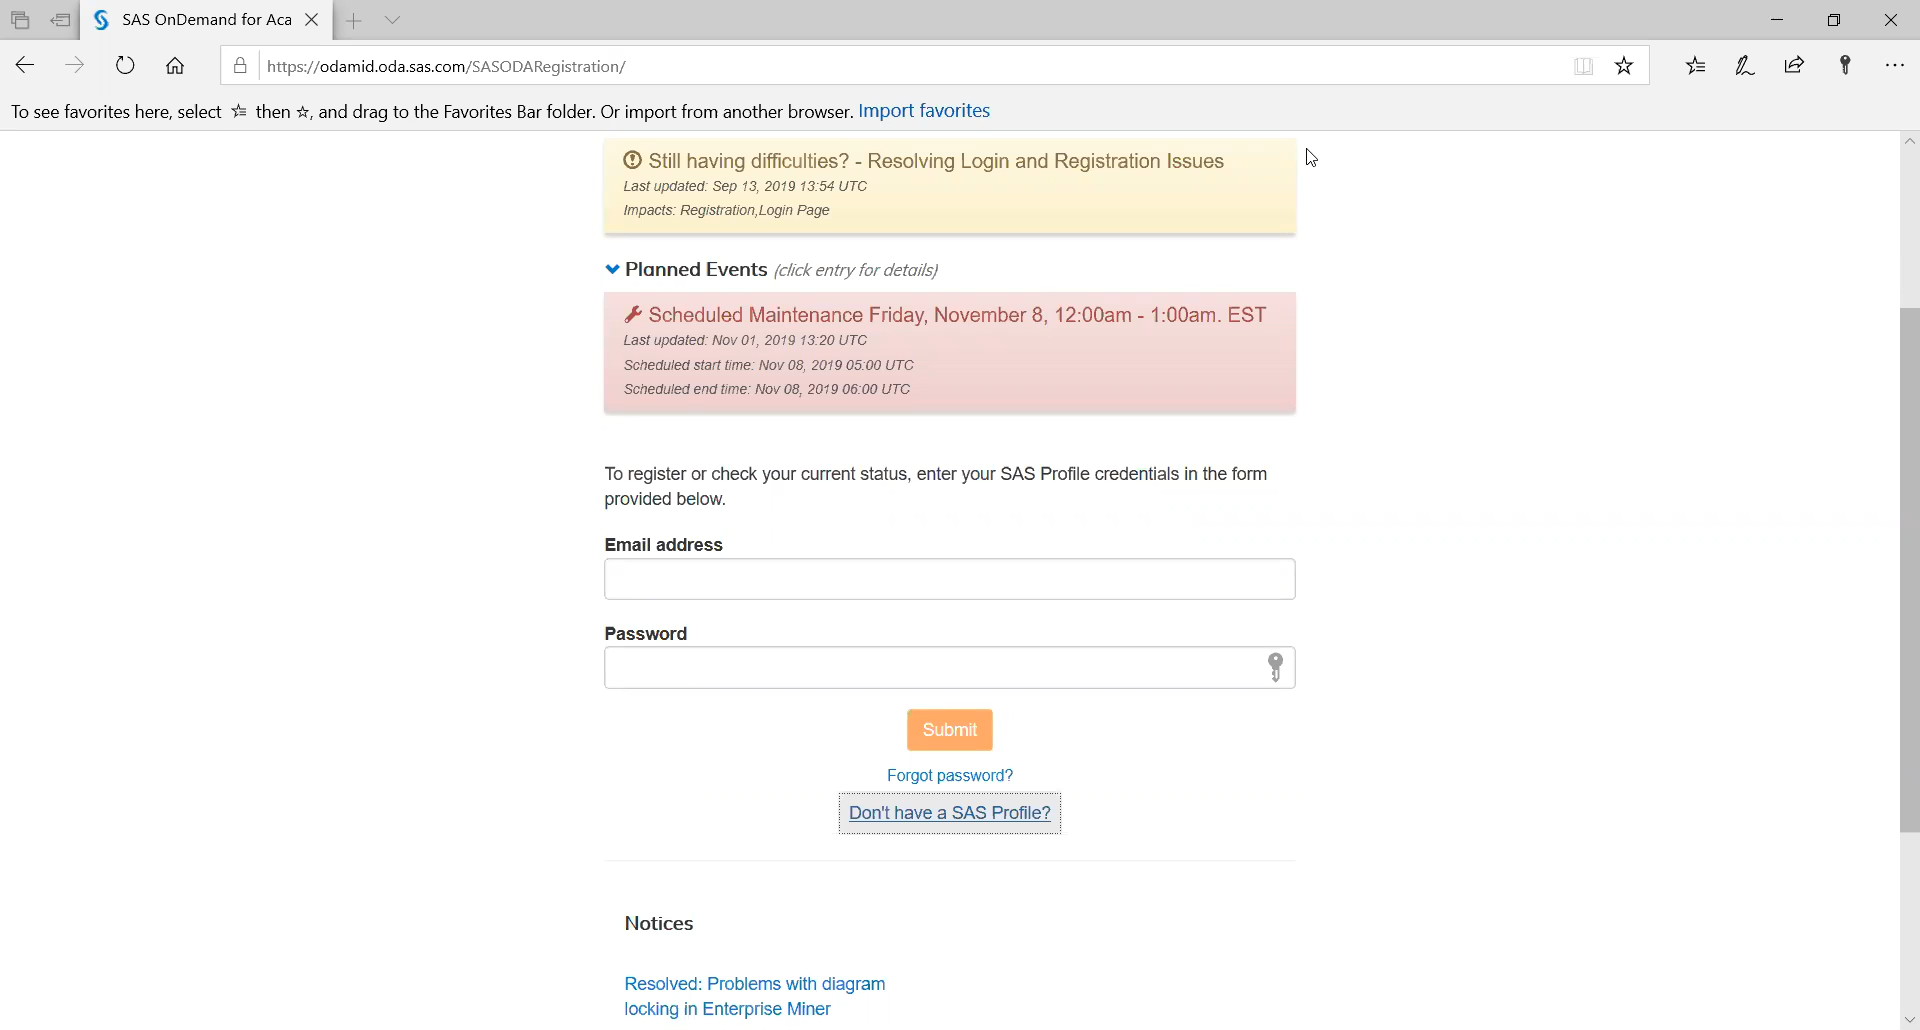 SAS OnDemand for Aca
https://odamid.oda.sas.com/SASODARegistration/
To see favorites here, select then , and drag to the Favorites Bar folder. Or import from another browser. Import favorites
Still having difficulties? - Resolving Login and Registration Issues
Last updated: Sep 13, 2019 13:54 UTC
Impacts: Registration,Login Page
Planned Events (click entry for details)
Scheduled Maintenance Friday, November 8, 12:00am - 1:00am. EST
Last updated: Nov 01, 2019 13:20 UTC
Scheduled start time: Nov 08, 2019 05:00 UTC
Scheduled end time: Nov 08, 2019 06:00 UTC
To register or check your current status, enter your SAS Profile credentials in the form
provided below.
Email address
Password
Submit
Forgot password?
Don't have a SAS Profile?
Notices
Resolved: Problems with diagram
locking in Enterprise Miner